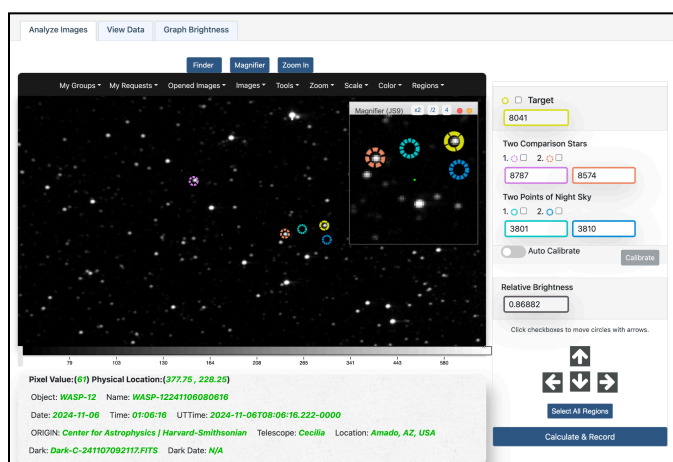 Analyze Images View Data Graph Brightness
Finder Magnifier Zoom In
My Groups My Requests Opened Images Images Tools Zoom Scale Color Regions
Magnifier (JS9) x2 /2 4
Target
8041
Two Comparison Stars
1. 2.
8787 8574
Two Points of Night Sky
1. 2.
3801 3810
Auto Calibrate
Calibrate
Relative Brightness
0.86882
Click checkboxes to move circles with arrows.
Select All Regions
Calculate & Record
79 103 130 164 208 265 341 443 580
Pixel Value:(61) Physical Location:(377.75 , 228.25)
Object: WASP-12 Name: WASP-12241106080616
Date: 2024-11-06 Time: 01:06:16 UTTime: 2024-11-06T08:06:16.222-0000
ORIGIN: Center for Astrophysics | Harvard-Smithsonian Telescope: Cecilia Location: Amado, AZ, USA
Dark: Dark-C-241107092117.FITS Dark Date: N/A